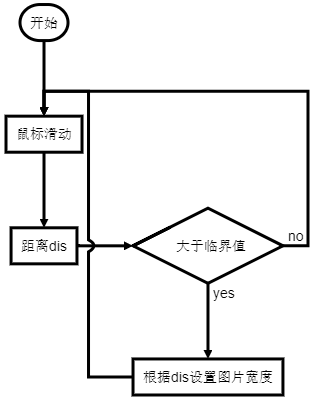 开始
鼠标滑动
距离dis
大于临界值
no
yes
根据dis设置图片宽度